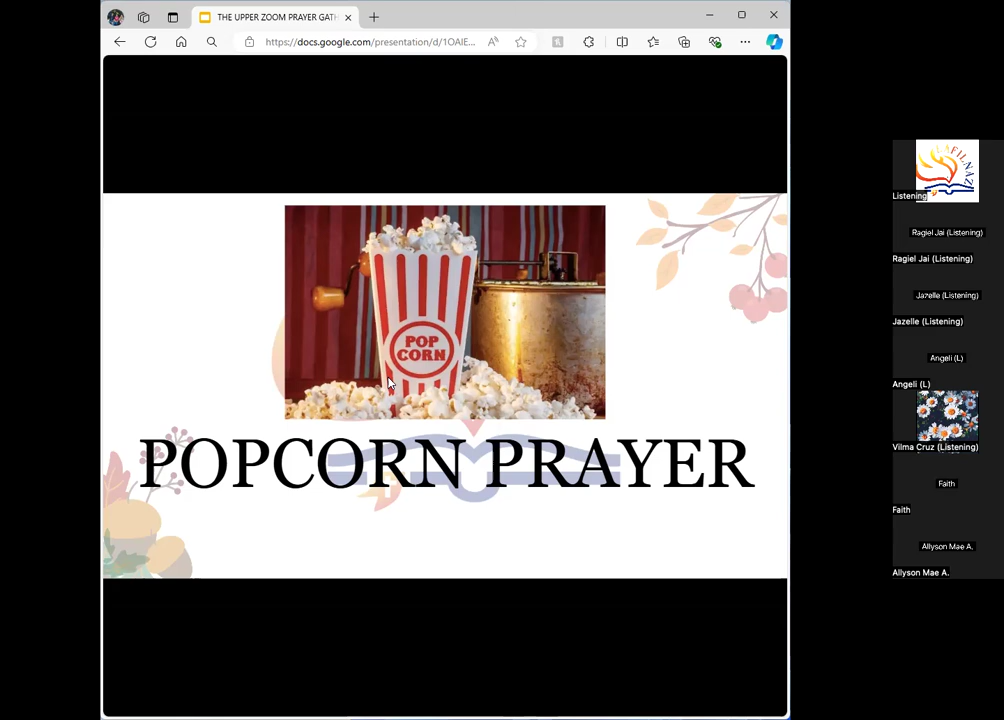 THE UPPER ZOOM PRAYER GATH
https://docs.google.com/presentation/d/1OAIE...
POP
CORN
POPCORN PRAYER
LAFILNAZ
Listening
Ragiel Jai (Listening)
Ragiel Jai (Listening)
Jazelle (Listening)
Jazelle (Listening)
Angeli (L)
Angeli (L)
Vilma Cruz (Listening)
Faith
Faith
Allyson Mae A.
Allyson Mae A.